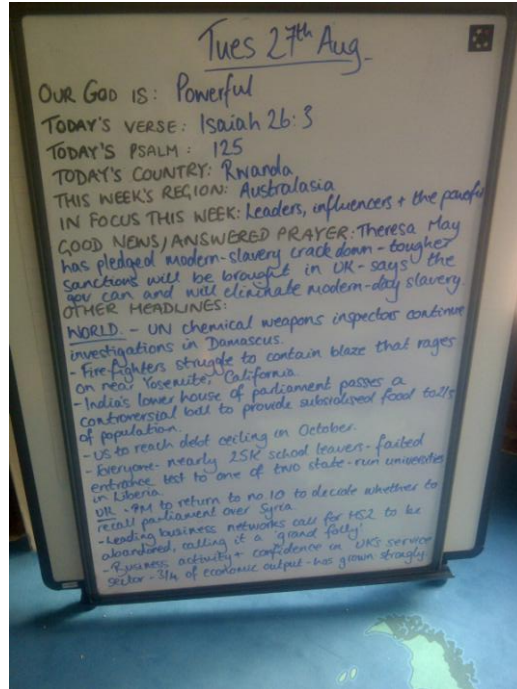 Tues 27th Aug.
OUR GOD IS: Powerful
TODAY'S VERSE: Isaiah 26:3
TODAY'S PSALM: 125
TODAY'S COUNTRY: Rwanda
THIS WEEK'S REGION: Australasia
IN FOCUS THIS WEEK: Leaders, influencers + the powerful
GOOD NEWS/ANSWERED PRAYER: Theresa May
has pledged modern-slavery crack down - tougher
sanctions will be brought in UK - says the
gov can and will eliminate modern-day slavery.
OTHER HEADLINES:
WORLD. - UN chemical weapons inspectors continue
investigations in Damascus.
- Fire fighters struggle to contain blaze that rages
on near Yosemite, California.
- India's lower house of parliament passes a
controversial bill to provide subsidised food to 2/3
of population.
- US to reach debt ceiling in October.
- Everyone - nearly 25K school leavers - failed
entrance test to one of two state-run universities
in Liberia.
UK - PM to return to no.10 to decide whether to
recall parliament over Syria.
- Leading business networks call for HS2 to be
abandoned, calling it a 'grand folly'
- Business activity + confidence in UK's service
sector - 3/4 of economic output - has grown strongly